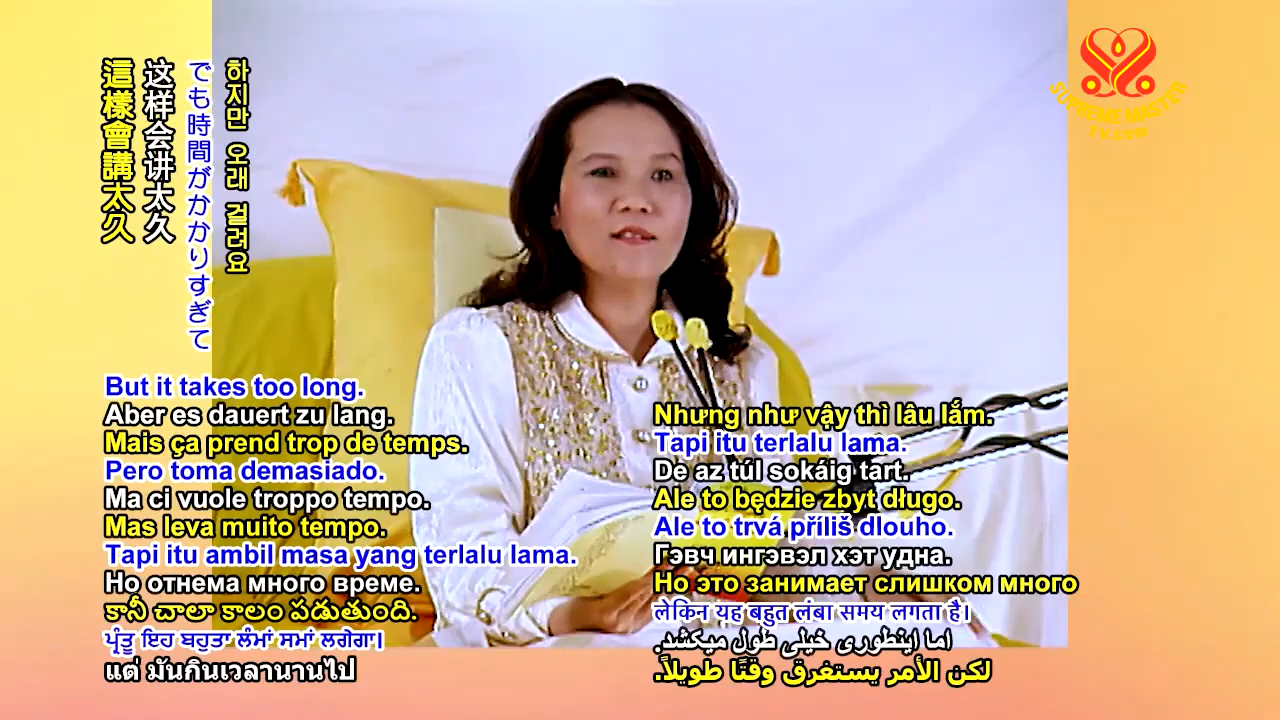 하지만 오래 걸려요
でも時間がかかりすぎて
这样会讲太久
這樣會講太久
SUPREME MASTER
TV.com
But it takes too long.
Aber es dauert zu lang.
Mais ça prend trop de temps.
Pero toma demasiado.
Ma ci vuole troppo tempo.
Mas leva muito tempo.
Tapi itu ambil masa yang terlalu lama.
Но отнема много време.
కానీ చాలా కాలం పడుతుంది.
ਪ੍ਰੰਤੂ ਇਹ ਬਹੁਤਾ ਲੰਮਾਂ ਸਮਾਂ ਲਗੇਗਾ।
แต่ มันกินเวลานานไป
Nhưng như vậy thì lâu lắm.
Tapi itu terlalu lama.
De az túl sokáig tart.
Ale to będzie zbyt długo.
Ale to trvá příliš dlouho.
Гэвч ингэвэл хэт удна.
Но это занимает слишком много
लेकिन यह बहुत लंबा समय लगता है।
اما اینطوری خیلی طول میکشد.
لكن الأمر يستغرق وقتًا طويلاً.